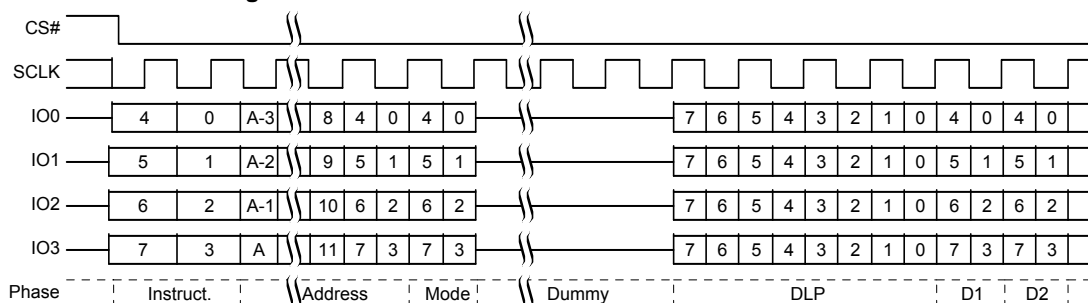 CS#
SCLK
IO0 4 0 A-3 8 4 0 4 0 7 6 5 4 3 2 1 0 4 0 4 0
IO1 5 1 A-2 9 5 1 5 1 7 6 5 4 3 2 1 0 5 1 5 1
IO2 6 2 A-1 10 6 2 6 2 7 6 5 4 3 2 1 0 6 2 6 2
IO3 7 3 A 11 7 3 7 3 7 6 5 4 3 2 1 0 7 3 7 3
Phase Instruct. Address Mode Dummy DLP D1 D2